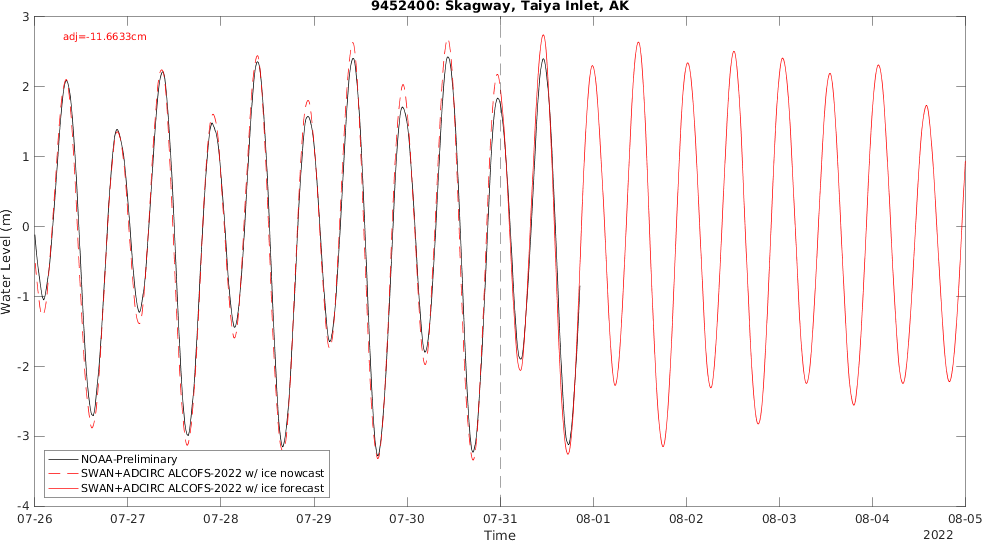 9452400: Skagway, Taiya Inlet, AK
3
adj=-11.6633cm
2
1
0
Water Level (m)
-1
-2
-3
NOAA-Preliminary
SWAN+ADCIRC ALCOFS-2022 w/ ice nowcast
SWAN+ADCIRC ALCOFS-2022 w/ ice forecast
-4
07-26 07-27 07-28 07-29 07-30 07-31 08-01 08-02 08-03 08-04 08-05
Time
2022